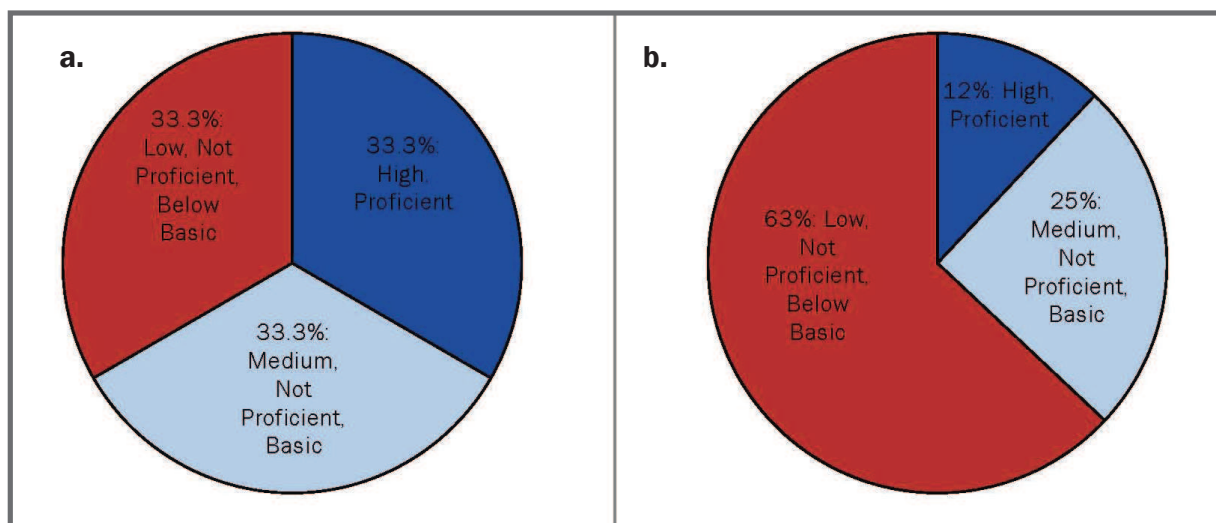 a.
33.3%:
Low, Not
Proficient,
Below
Basic
33.3%:
High,
Proficient
33.3%:
Medium,
Not
Proficient,
Basic
b.
12%: High,
Proficient
25%:
Medium,
Not
Proficient,
Basic
63%: Low,
Not
Proficient,
Below
Basic